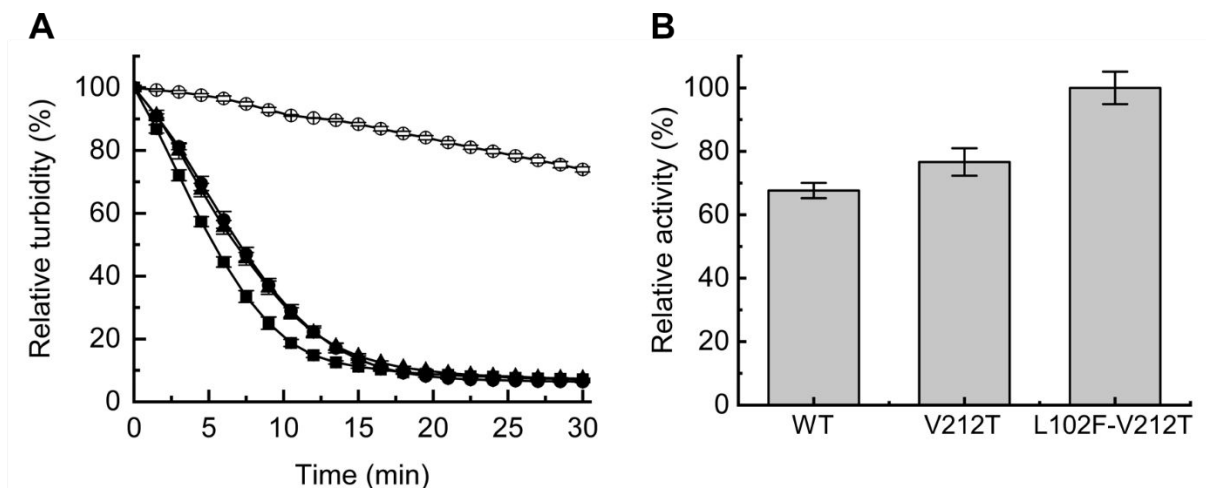 A
Relative turbidity (%)
100
80
60
40
20
0
0 5 10 15 20 25 30
Time (min)
B
Relative activity (%)
100
80
60
40
20
0
WT V212T L102F-V212T